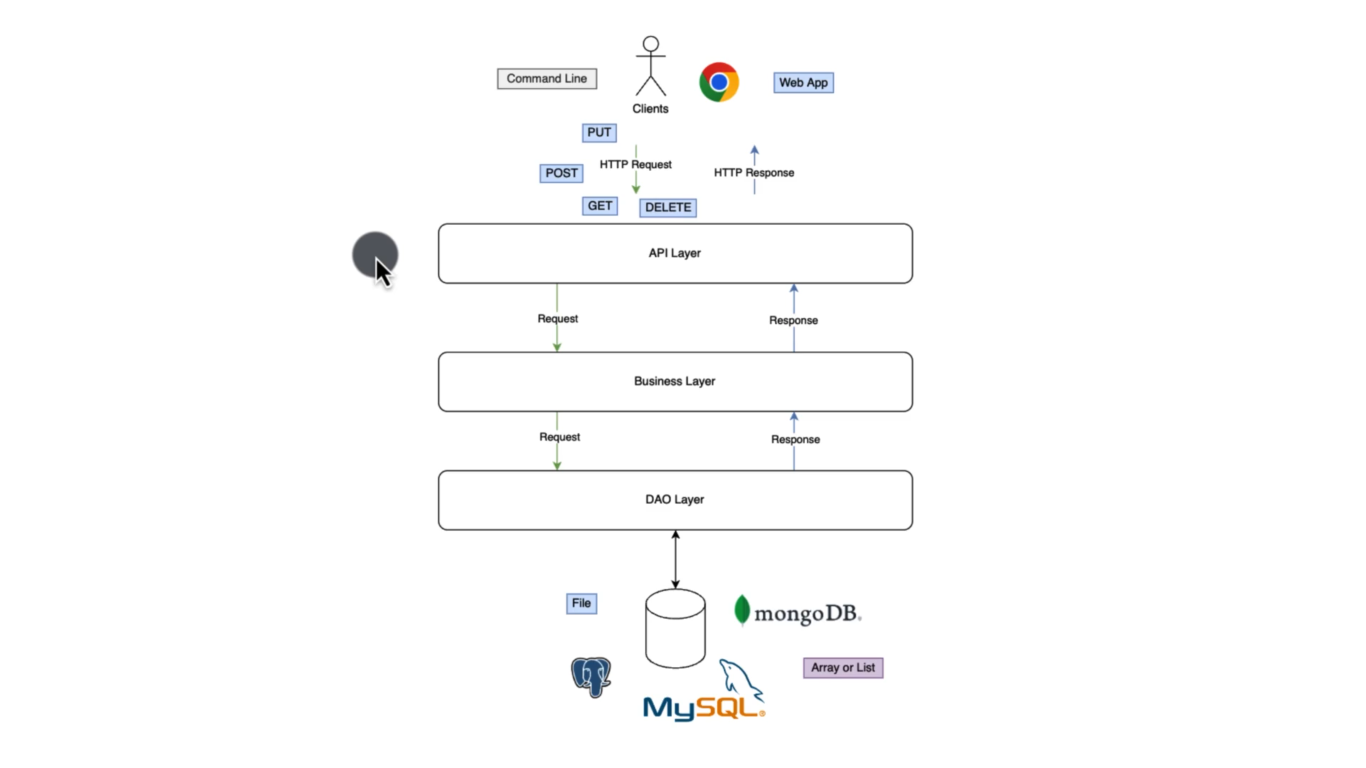 Command Line
Web App
Clients
PUT
HTTP Request
POST
HTTP Response
GET
DELETE
API Layer
Request
Response
Business Layer
Request
Response
DAO Layer
File
mongoDB®
Array or List
MySQL®